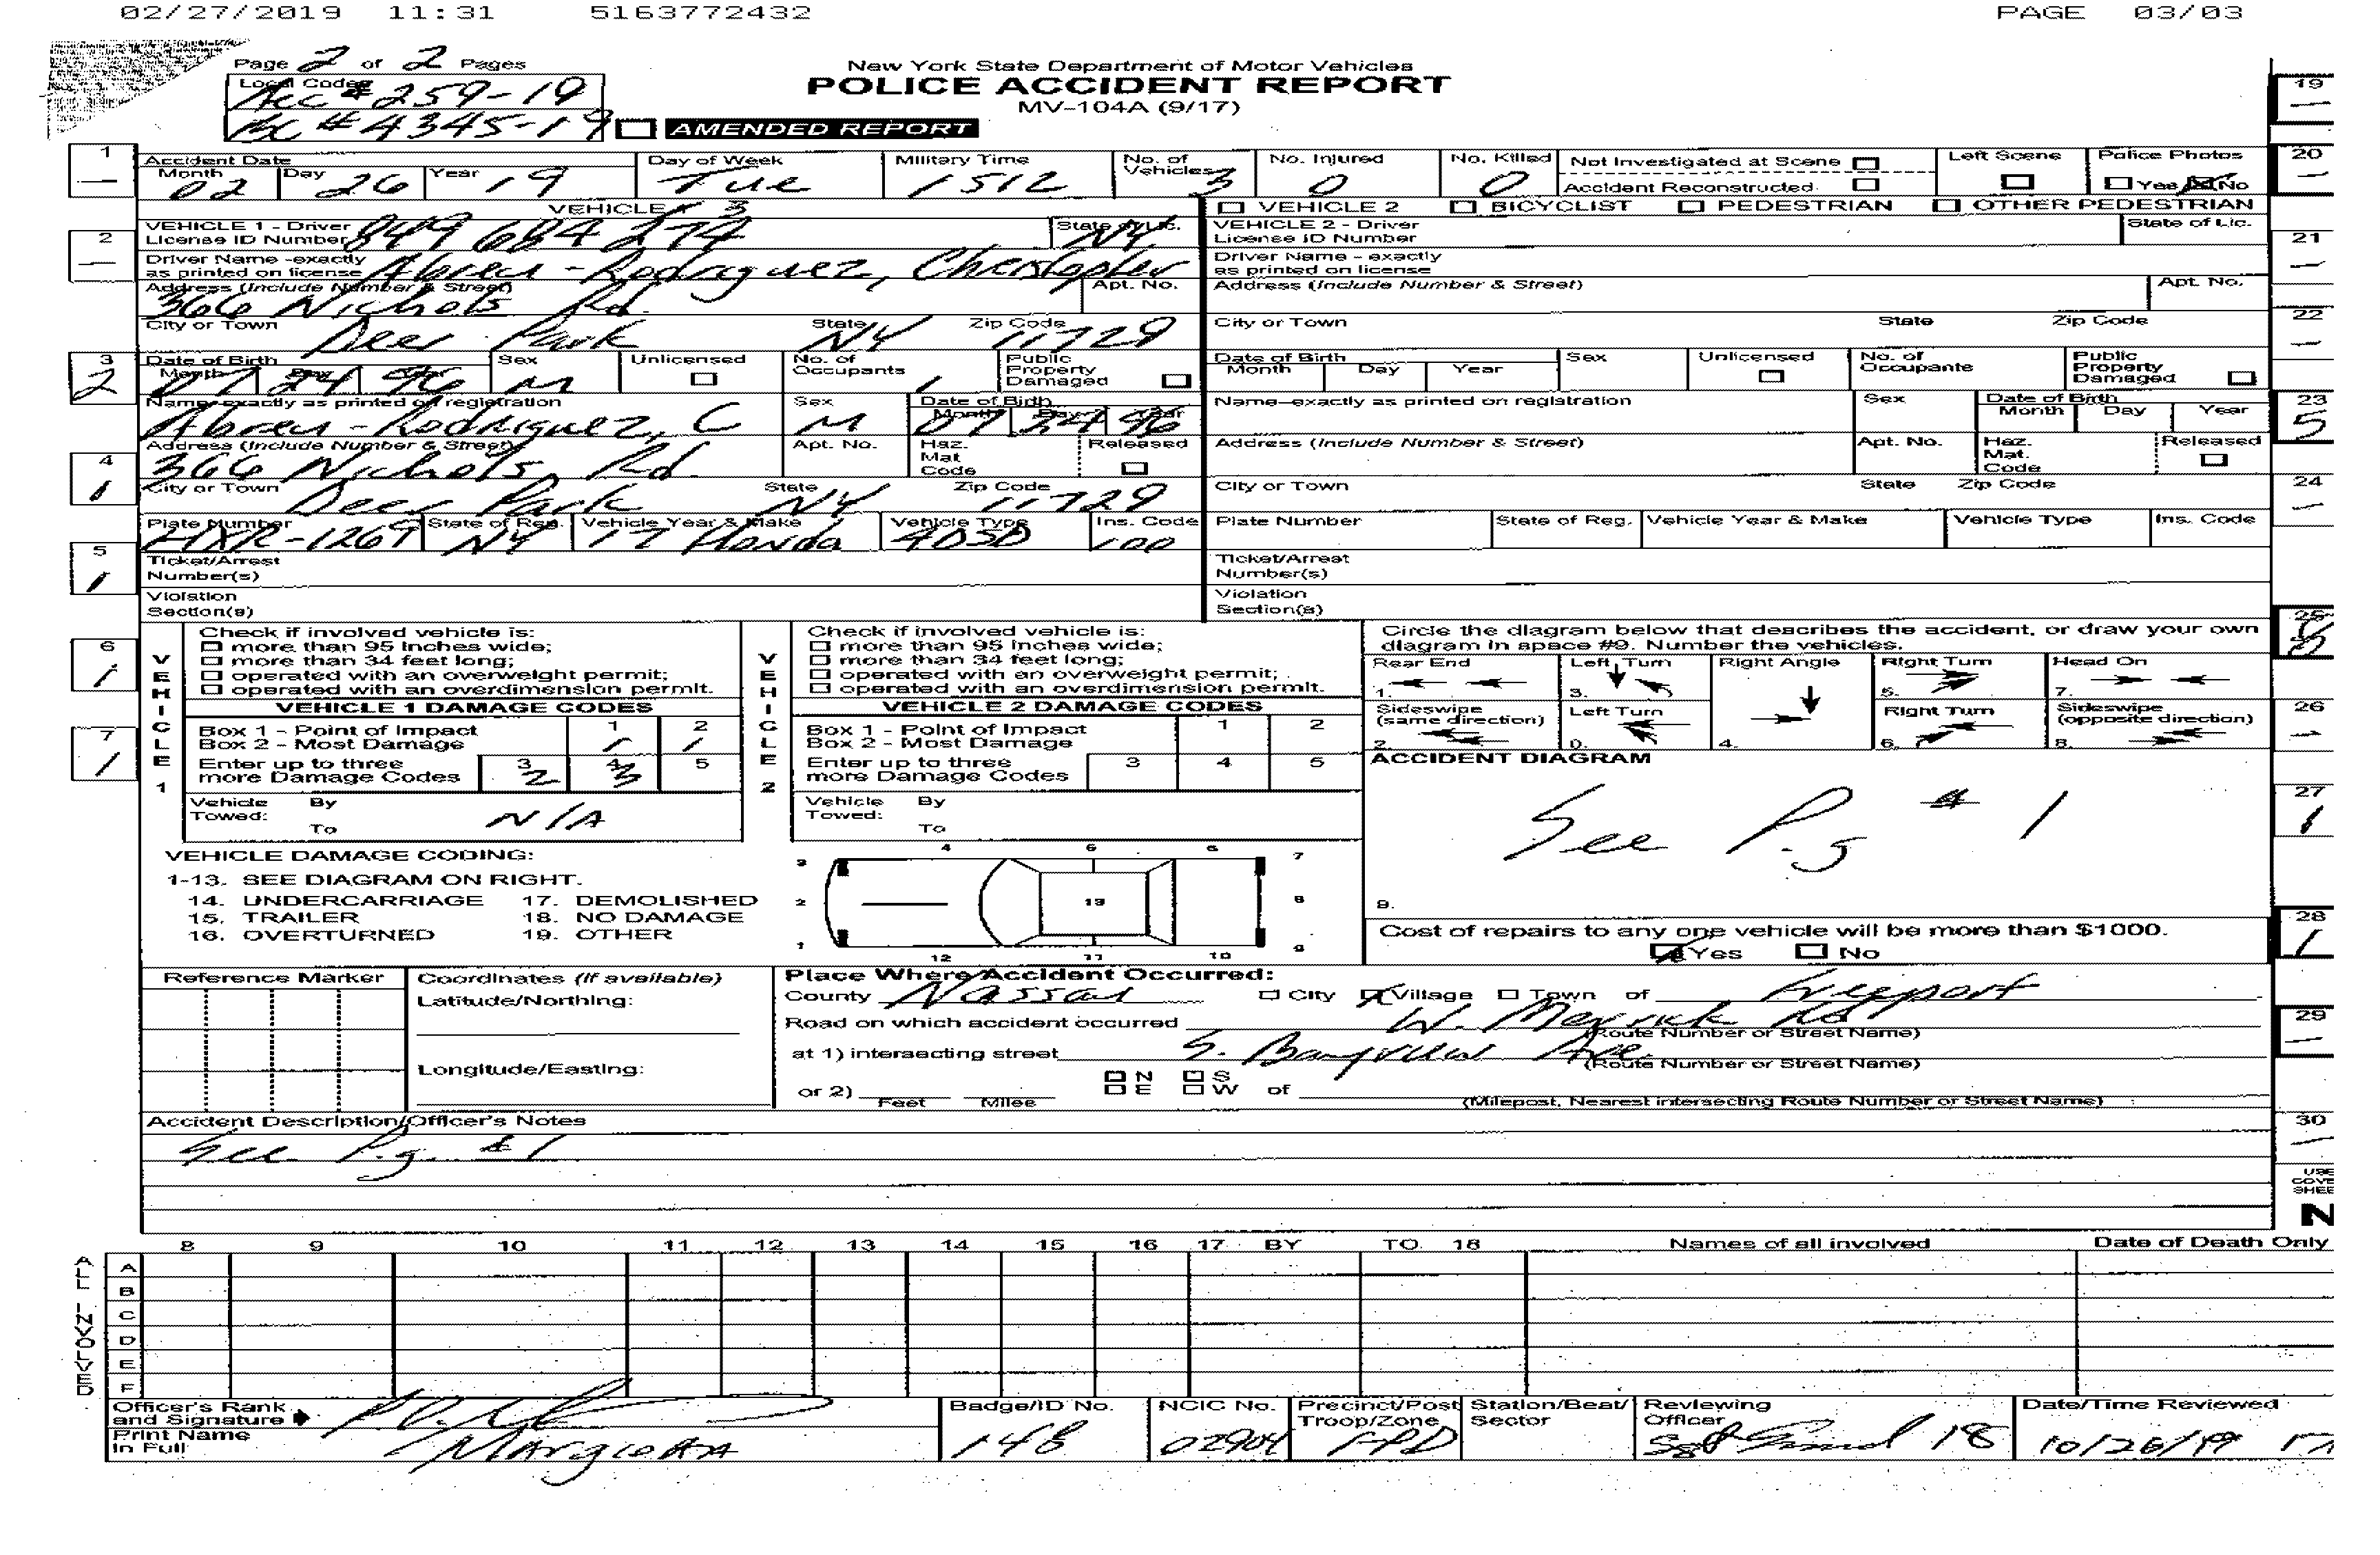 02/27/2019 11:31 5163772432 PAGE 03/03
Page 2 of 2 Pages
New York State Department of Motor Vehicles
POLICE ACCIDENT REPORT
MV-104A (9/17)
Local Codes
Acc # 259-19
# 4345-19
AMENDED REPORT
19
1
Accident Date
Month 02 Day 26 Year 19
Day of Week Tue
Military Time 1512
No. of Vehicles 3
No. Injured 0
No. Killed 0
Not Investigated at Scene
Accident Reconstructed
Left Scene
Police Photos
Yes No
20
VEHICLE # 3
VEHICLE 2 BICYCLIST PEDESTRIAN OTHER PEDESTRIAN
2
VEHICLE 1 - Driver License ID Number 849 684 274 State of Lic. NY
VEHICLE 2 - Driver License ID Number State of Lic.
21
Driver Name - exactly as printed on license Abreu-Rodriguez, Christopher
Driver Name - exactly as printed on license
Address (Include Number & Street) 366 Nichols Rd. Apt. No.
Address (Include Number & Street) Apt. No.
22
City or Town Deer Park State NY Zip Code 11729
City or Town State Zip Code
3
2
Date of Birth Month 07 Day 24 Year 96 Sex M Unlicensed No. of Occupants 1 Public Property Damaged
Date of Birth Month Day Year Sex Unlicensed No. of Occupants Public Property Damaged
Name-exactly as printed on registration Abreu-Rodriguez, C Sex M Date of Birth Month 07 Day 24 Year 96
Name-exactly as printed on registration Sex Date of Birth Month Day Year
23
5
Address (Include Number & Street) 366 Nichols Rd. Apt. No. Haz. Mat Code Released
Address (Include Number & Street) Apt. No. Haz. Mat. Code Released
4
1
City or Town Deer Park State NY Zip Code 11729
City or Town State Zip Code
24
Plate Number HXR-1269 State of Reg. NY Vehicle Year & Make 17 Honda Vehicle Type 4DSD Ins. Code 100
Plate Number State of Reg. Vehicle Year & Make Vehicle Type Ins. Code
5
1
Ticket/Arrest Number(s)
Ticket/Arrest Number(s)
Violation Section(s)
Violation Section(s)
25
6
1
VEHICLE 1
Check if involved vehicle is:
more than 95 inches wide;
more than 34 feet long;
operated with an overweight permit;
operated with an overdimension permit.
VEHICLE 1 DAMAGE CODES
Box 1 - Point of Impact 1 2
Box 2 - Most Damage 1 1
Enter up to three more Damage Codes 3 4 5
2 3
Vehicle Towed: By
To
N/A
7
1
VEHICLE 2
Check if involved vehicle is:
more than 95 inches wide;
more than 34 feet long;
operated with an overweight permit;
operated with an overdimension permit.
VEHICLE 2 DAMAGE CODES
Box 1 - Point of Impact 1 2
Box 2 - Most Damage
Enter up to three more Damage Codes 3 4 5
Vehicle Towed: By
To
Circle the diagram below that describes the accident, or draw your own
diagram in space #9. Number the vehicles.
Rear End Left Turn Right Angle Right Turn Head On
1. 3. 5. 7.
Sideswipe (same direction) Left Turn Right Turn Sideswipe (opposite direction)
2. 0. 4. 6. 8.
26
ACCIDENT DIAGRAM
See P.g # 1
9.
27
1
Cost of repairs to any one vehicle will be more than $1000.
Yes No
28
1
VEHICLE DAMAGE CODING:
1-13. SEE DIAGRAM ON RIGHT.
14. UNDERCARRIAGE 17. DEMOLISHED
15. TRAILER 18. NO DAMAGE
16. OVERTURNED 19. OTHER
3 4 5 6 7
2 13 8
1 12 11 10 9
Reference Marker
Coordinates (if available)
Latitude/Northing:
Longitude/Easting:
Place Where Accident Occurred:
County Nassau City Village Town of Freeport
Road on which accident occurred W. Merrick Rd
(Route Number or Street Name)
29
at 1) intersecting street S. Bayview Ave
(Route Number or Street Name)
or 2) Feet Miles N S E W of
(Milepost, Nearest intersecting Route Number or Street Name)
Accident Description/Officer's Notes
See P.g. #1
30
USE
COVE
SHEE
N
8 9 10 11 12 13 14 15 16 17 BY TO 18 Names of all involved Date of Death Only
ALL INVOLVED
A
B
C
D
E
F
Officer's Rank and Signature P.O.
Print Name In Full
Badge/ID No. 148
NCIC No. 02904
Precinct/Post Troop/Zone FPD
Station/Beat/Sector
Reviewing Officer Sgt 18
Date/Time Reviewed 10/26/19